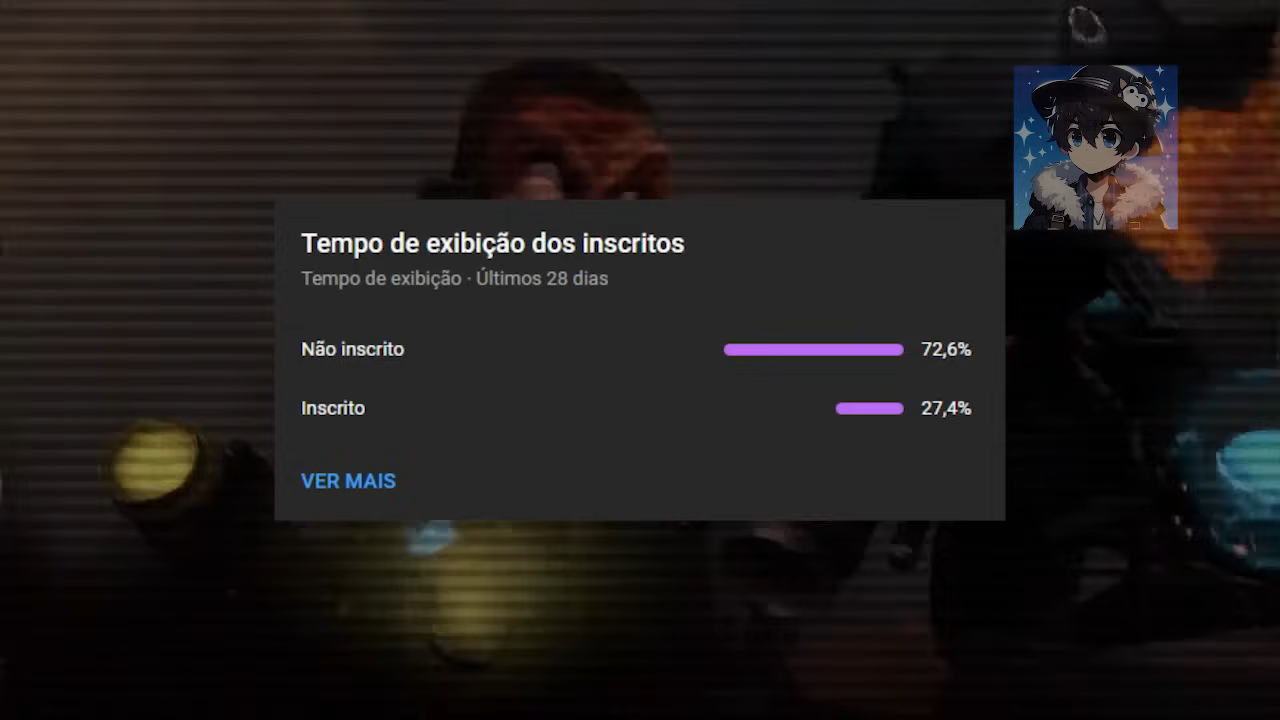 Tempo de exibição dos inscritos
Tempo de exibição · Últimos 28 dias
Não inscrito 72,6%
Inscrito 27,4%
VER MAIS